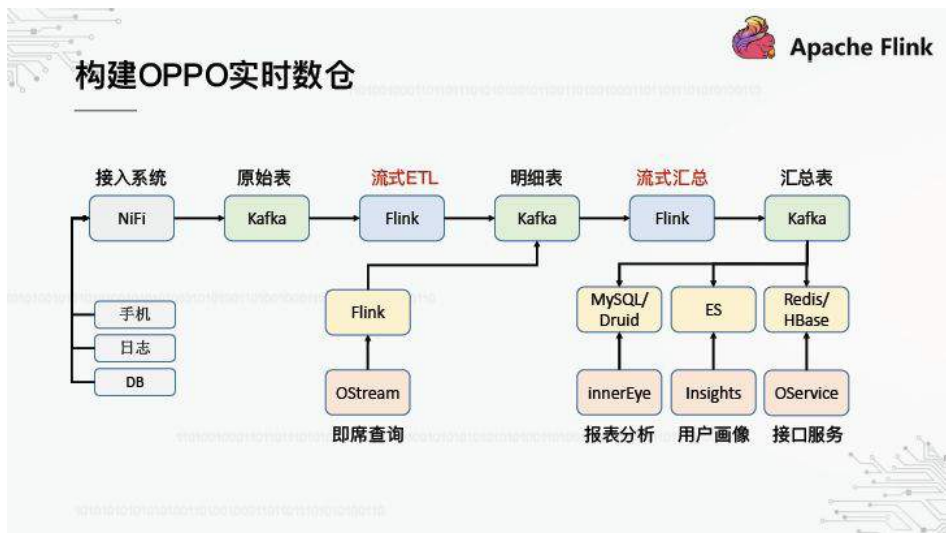 Apache Flink
构建OPPO实时数仓
接入系统
原始表
流式ETL
明细表
流式汇总
汇总表
NiFi
Kafka
Flink
Kafka
Flink
Kafka
手机
日志
DB
Flink
MySQL/
Druid
ES
Redis/
HBase
OStream
innerEye
Insights
OService
即席查询
报表分析
用户画像
接口服务